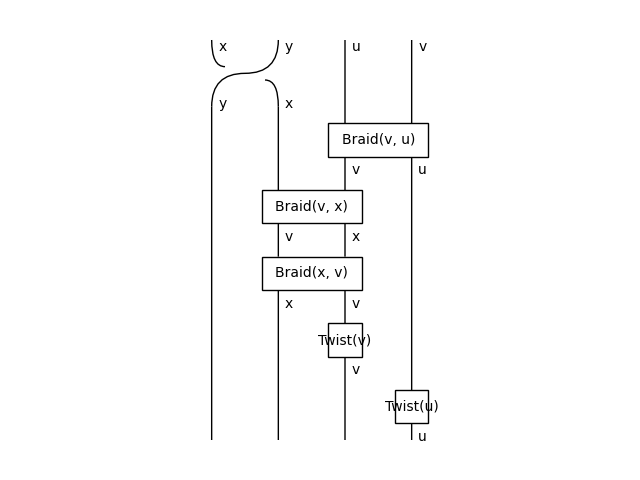 x y u v
y x
Braid(v, u)
v u
Braid(v, x)
v x
Braid(x, v)
x v
Twist(v)
v
Twist(u)
u